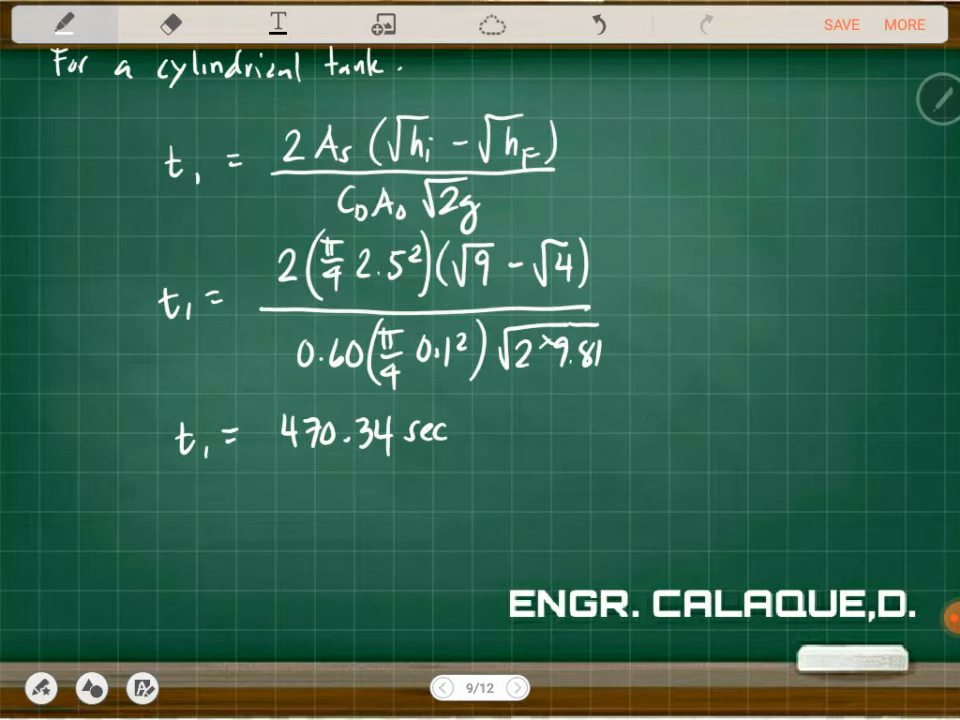 SAVE MORE
For a cylindrical tank.
t₁ = 2 As (√hi − √hF) / CD Ao √2g
t₁ = 2(π/4 2.5²)(√9 − √4) / 0.60(π/4 0.1²) √2×9.81
t₁ = 470.34 sec
ENGR. CALAQUE,D.
9/12